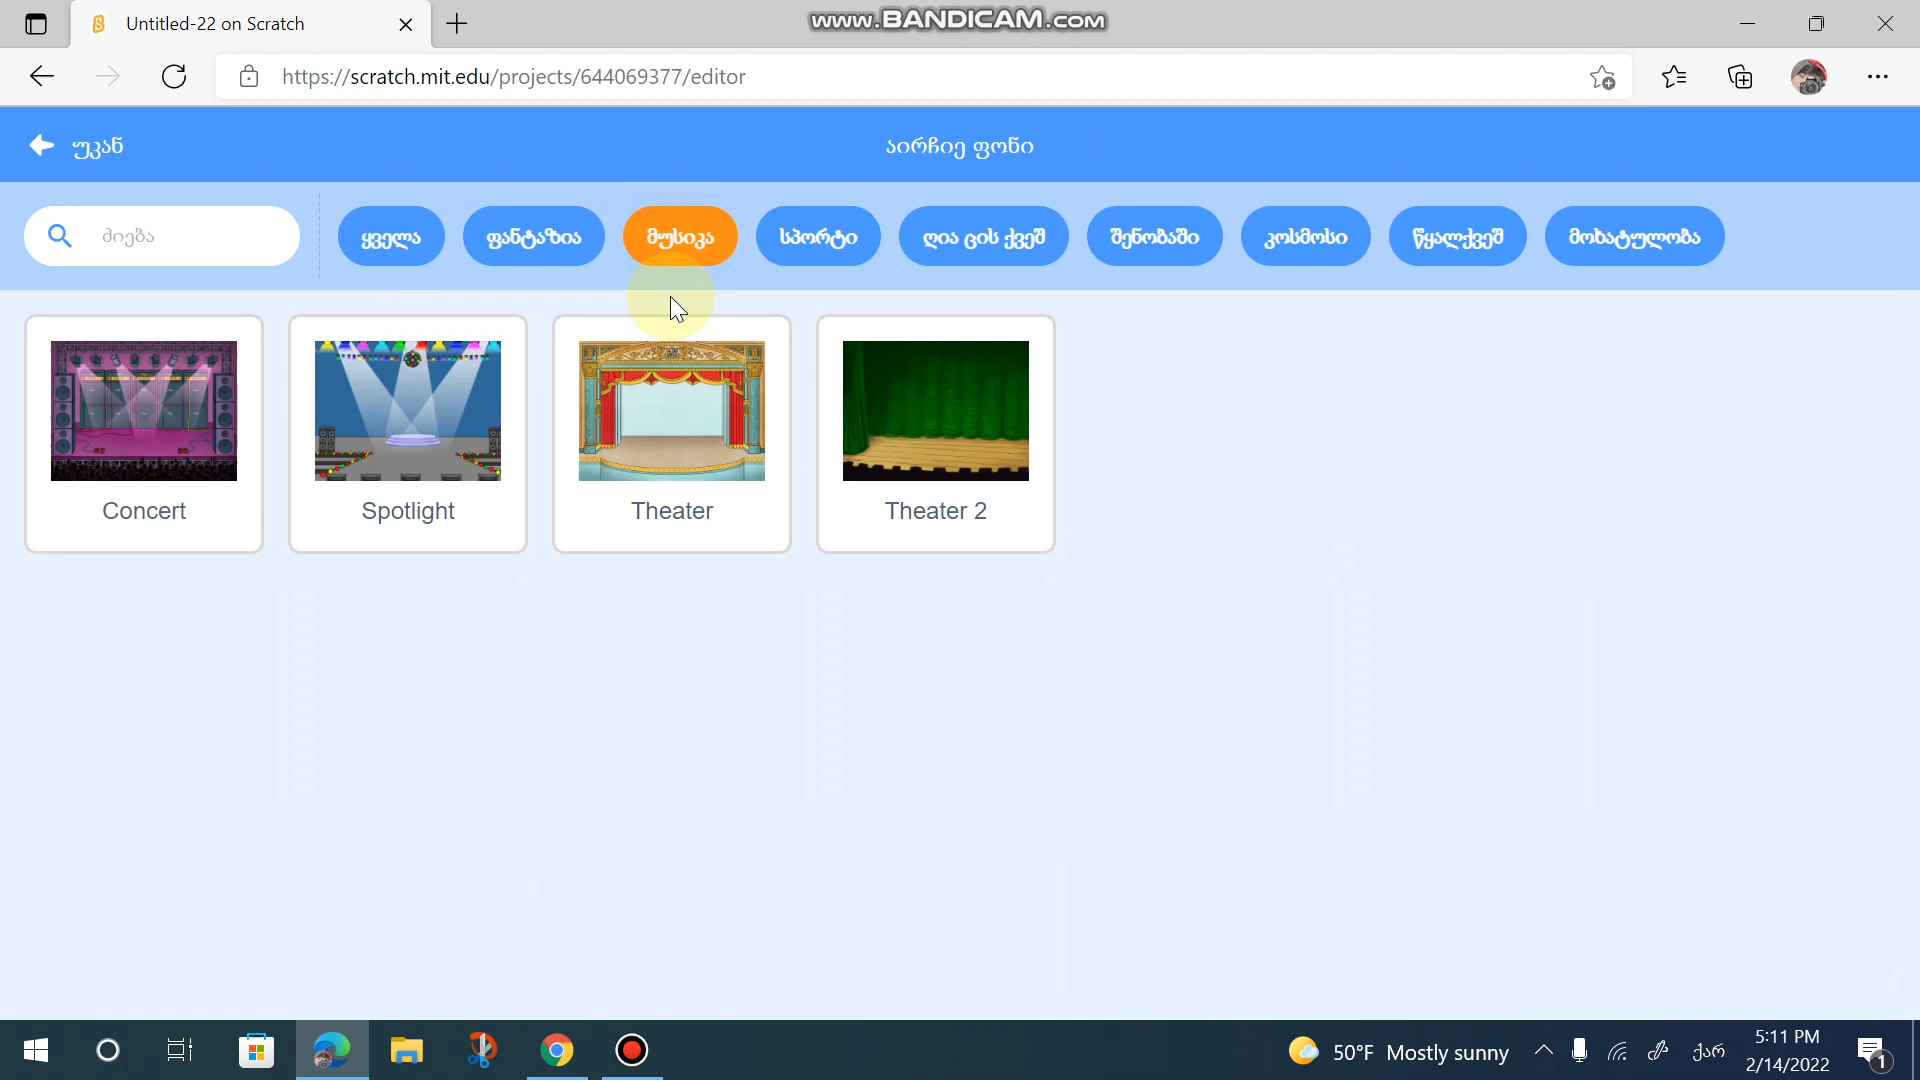 Untitled-22 on Scratch
www.BANDICAM.com
https://scratch.mit.edu/projects/644069377/editor
უკან
აირჩიე ფონი
ძიება
ყველა
ფანტაზია
მუსიკა
სპორტი
ღია ცის ქვეშ
შენობაში
კოსმოსი
წყალქვეშ
მოხატულობა
Concert
Spotlight
Theater
Theater 2
50°F Mostly sunny
ქარ
5:11 PM
2/14/2022
1